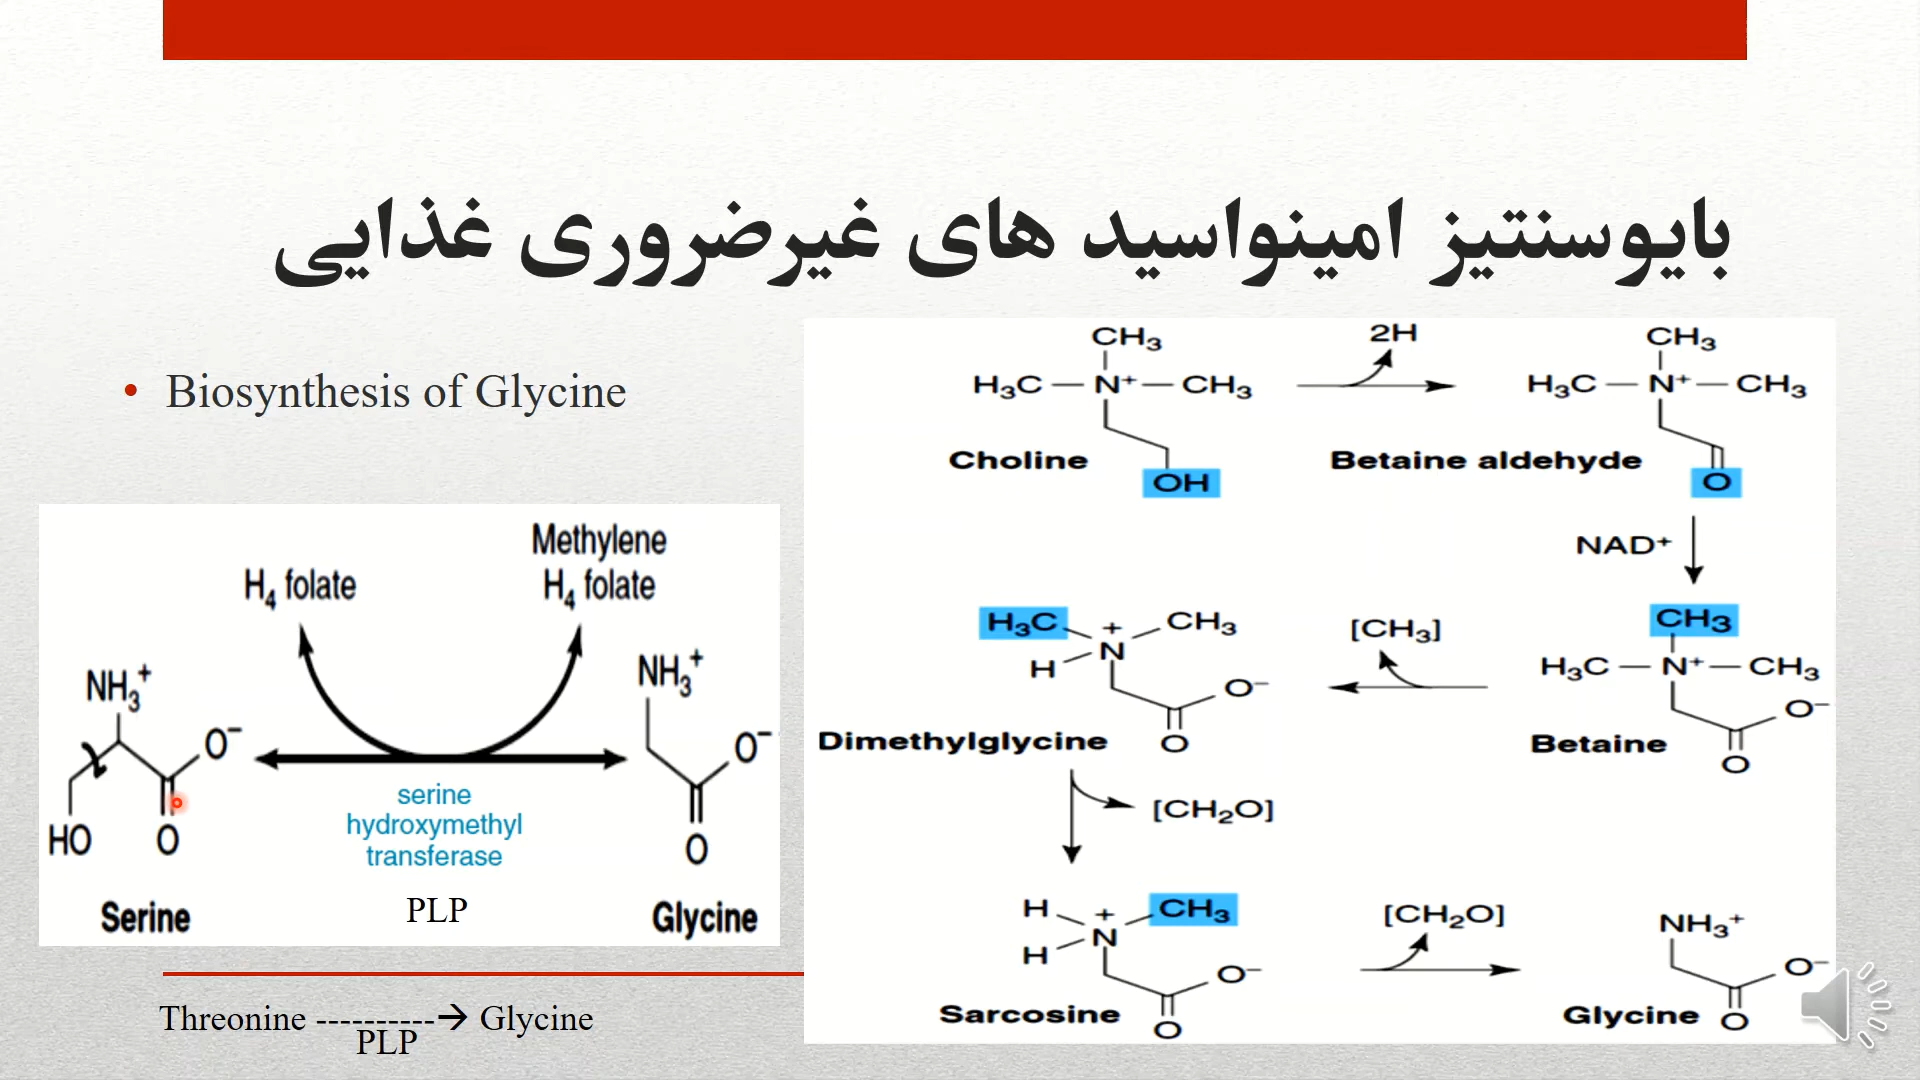 بایوسنتیز امینواسید های غیرضروری غذایی
• Biosynthesis of Glycine
Methylene
H₄ folate H₄ folate
NH₃⁺ NH₃⁺
O⁻ O⁻
serine
hydroxymethyl
transferase
HO O O
PLP
Serine Glycine
Threonine ----------→ Glycine
PLP
CH₃ 2H CH₃
H₃C — N⁺ — CH₃ H₃C — N⁺ — CH₃
Choline Betaine aldehyde
OH O
NAD⁺
H₃C + CH₃ [CH₃] CH₃
N H₃C — N⁺ — CH₃
H
O⁻ O⁻
Dimethylglycine O Betaine
O
[CH₂O]
H + CH₃ [CH₂O] NH₃⁺
N
H
O⁻ O⁻
Sarcosine O Glycine O